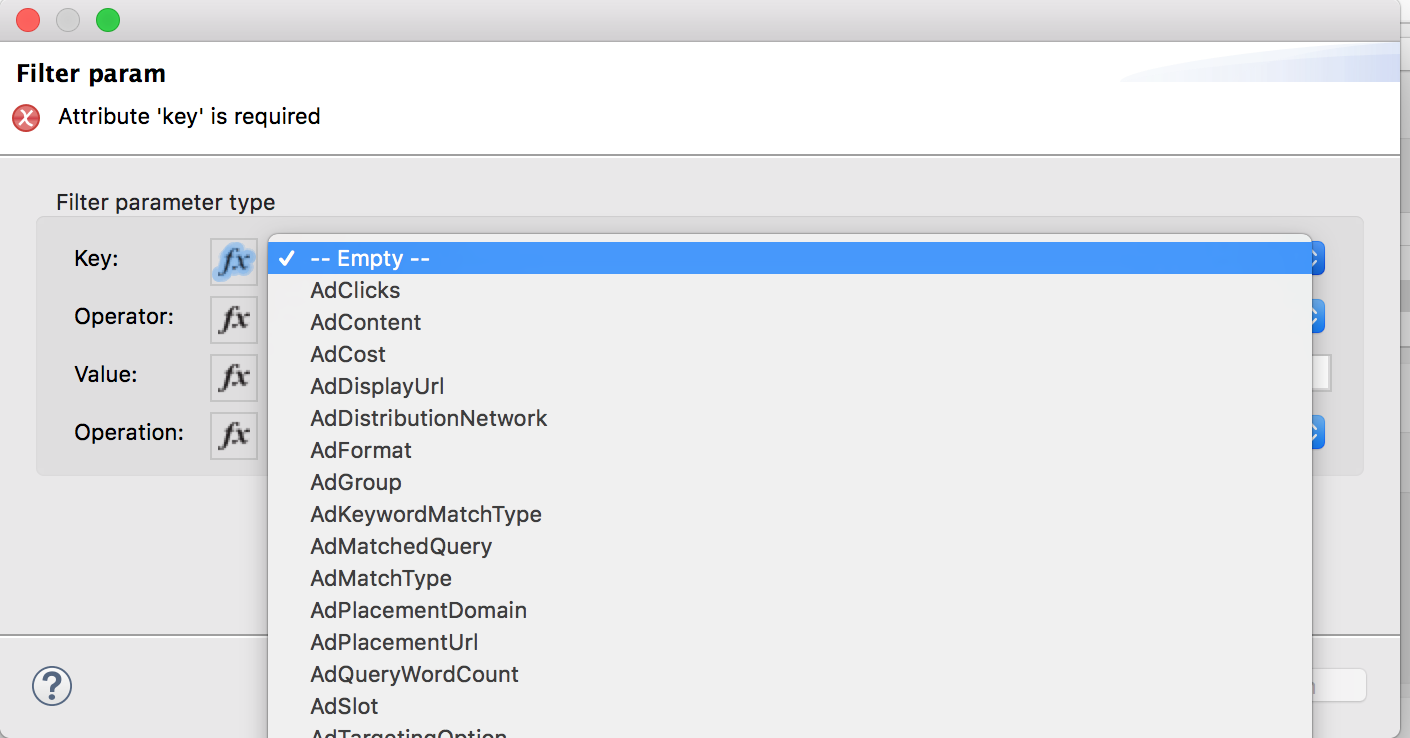 Filter param
Attribute 'key' is required
Filter parameter type
Key: fx
-- Empty --
AdClicks
AdContent
Operator: fx
AdCost
AdDisplayUrl
Value: fx
AdDistributionNetwork
Operation: fx
AdFormat
AdGroup
AdKeywordMatchType
AdMatchedQuery
AdMatchType
AdPlacementDomain
AdPlacementUrl
AdQueryWordCount
AdSlot
AdTargetingOption
?